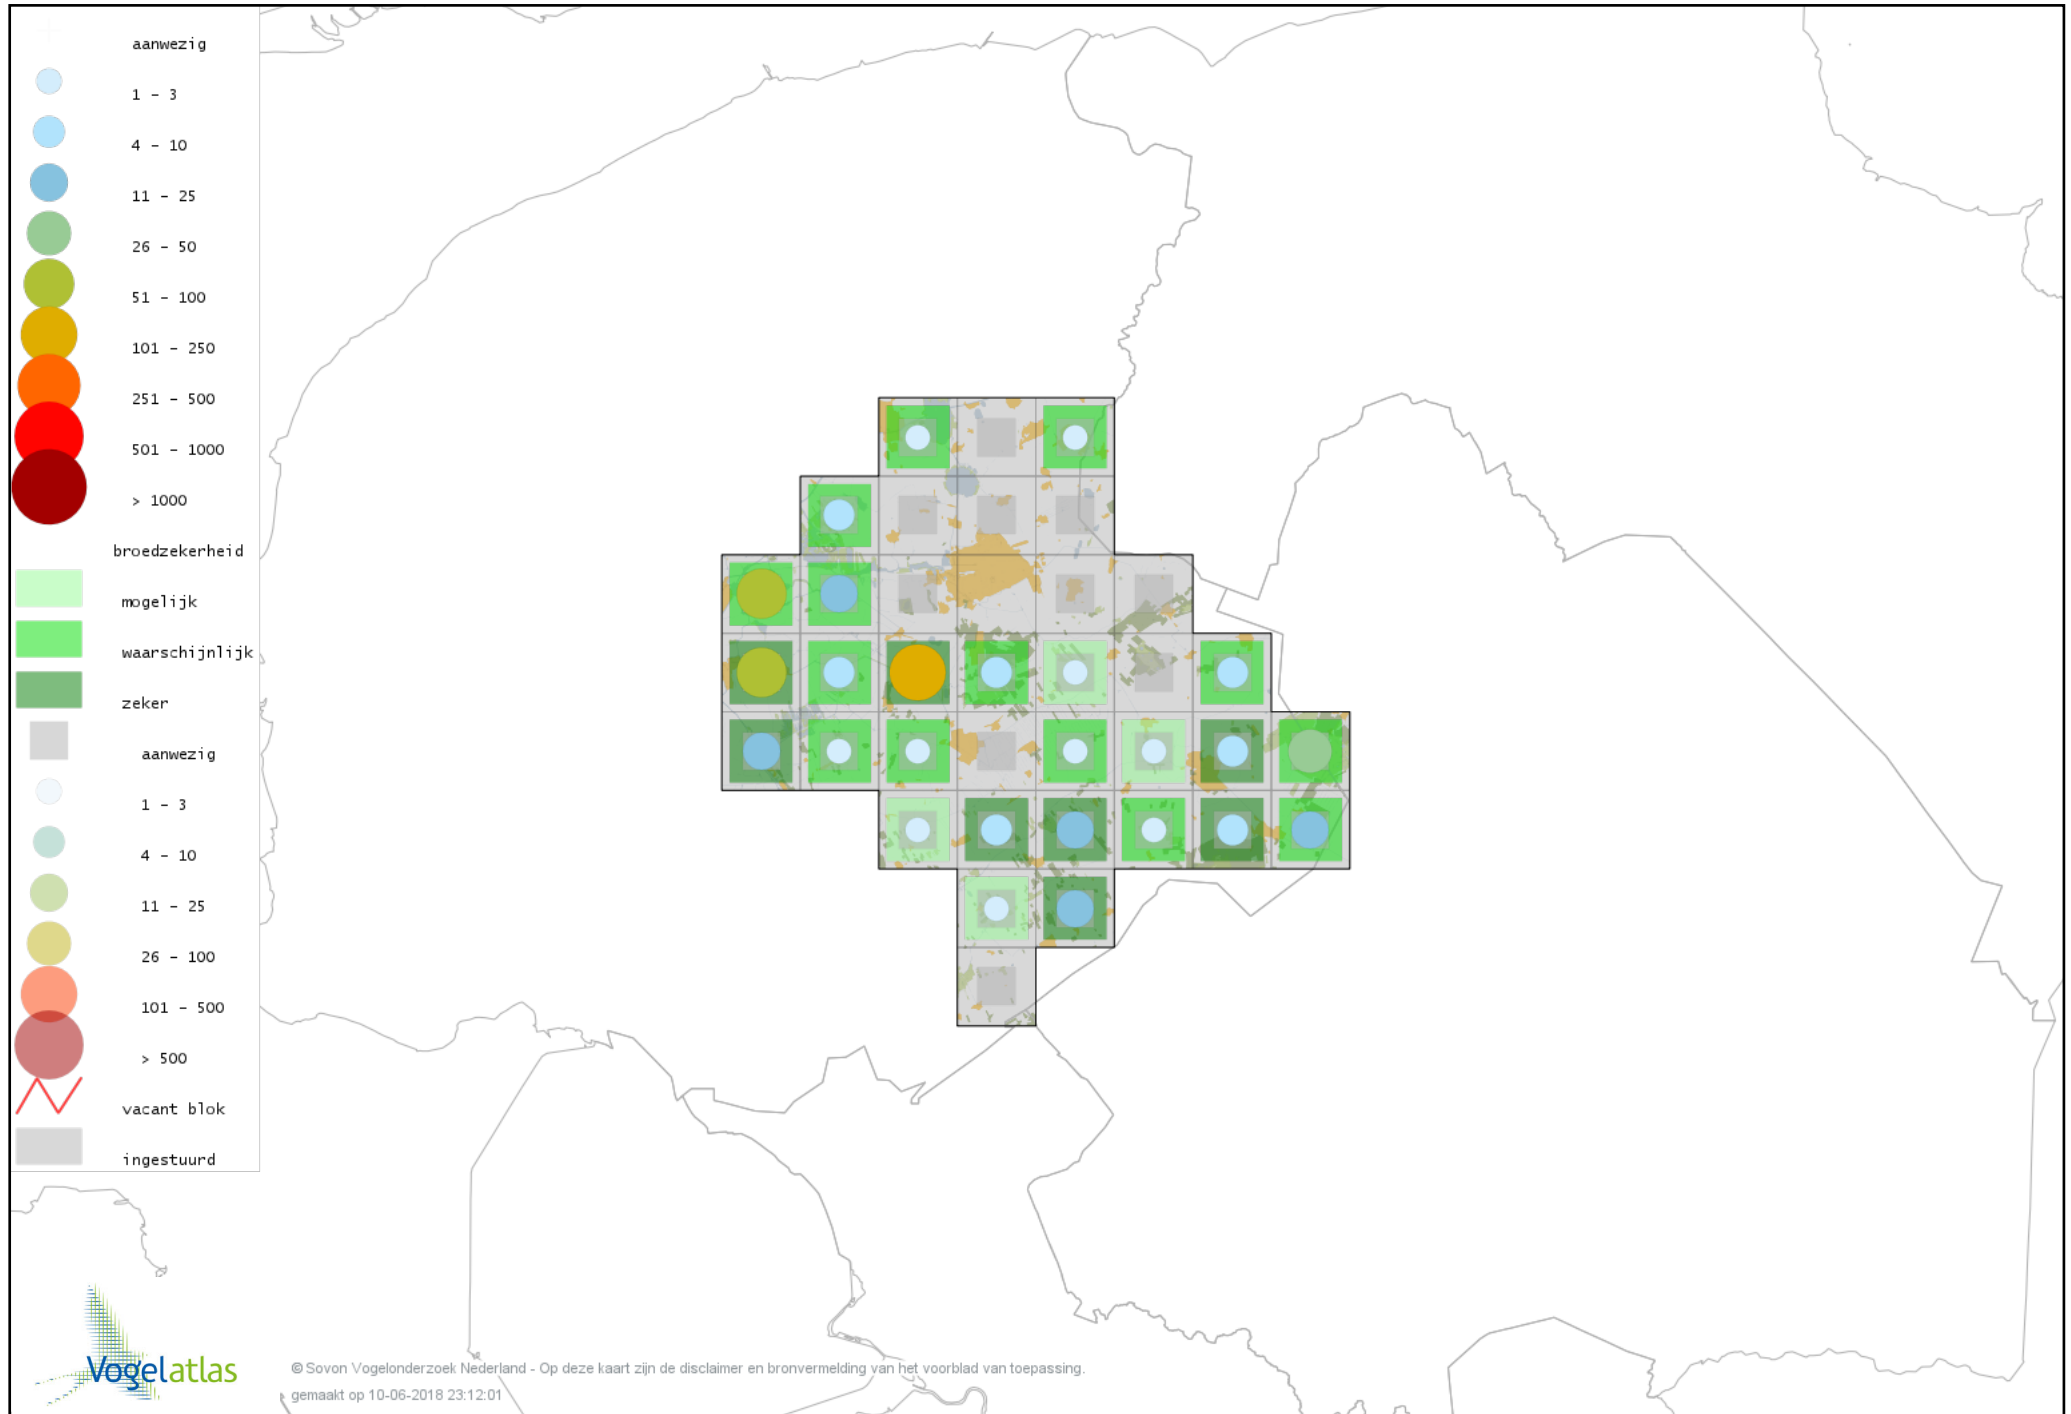 aanwezig
1 - 3
4 - 10
11 - 25
26 - 50
51 - 100
101 - 250
251 - 500
501 - 1000
> 1000
broedzekerheid
mogelijk
waarschijnlijk
zeker
aanwezig
1 - 3
4 - 10
11 - 25
26 - 100
101 - 500
> 500
vacant blok
ingestuurd
Vogelatlas
© Sovon Vogelonderzoek Nederland - Op deze kaart zijn de disclaimer en bronvermelding van het voorblad van toepassing.
gemaakt op 10-06-2018 23:12:01